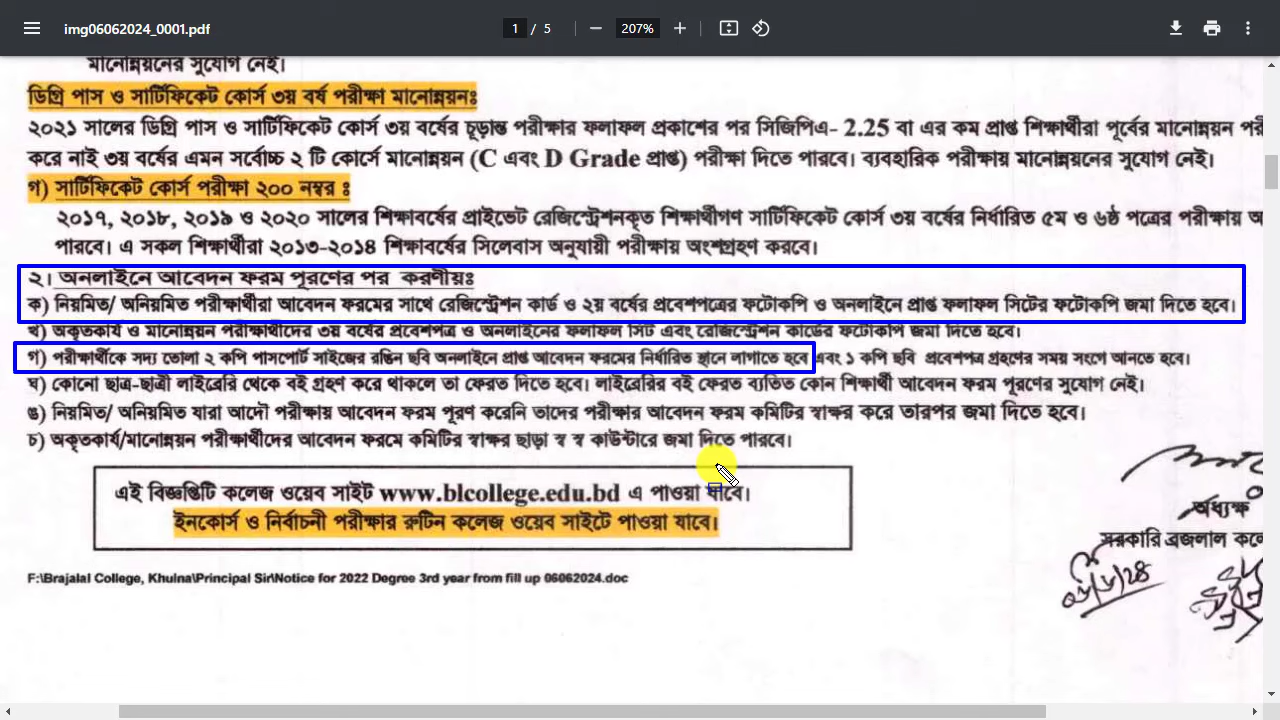 img06062024_0001.pdf
1 / 5
207%
মানোন্নয়নের সুযোগ নেই।
ডিগ্রি পাস ও সার্টিফিকেট কোর্স ৩য় বর্ষ পরীক্ষা মানোন্নয়নঃ
২০২১ সালের ডিগ্রি পাস ও সার্টিফিকেট কোর্স ৩য় বর্ষের চূড়ান্ত পরীক্ষার ফলাফল প্রকাশের পর সিজিপিএ- 2.25 বা এর কম প্রাপ্ত শিক্ষার্থীরা পূর্বের মানোন্নয়ন
করে নাই ৩য় বর্ষের এমন সর্বোচ্চ ২ টি কোর্সে মানোন্নয়ন (C এবং D Grade প্রাপ্ত) পরীক্ষা দিতে পারবে। ব্যবহারিক পরীক্ষায় মানোন্নয়নের সুযোগ নেই।
গ) সার্টিফিকেট কোর্স পরীক্ষা ২০০ নম্বর ঃ
২০১৭, ২০১৮, ২০১৯ ও ২০২০ সালের শিক্ষাবর্ষের প্রাইভেট রেজিস্ট্রেশনকৃত শিক্ষার্থীগণ সার্টিফিকেট কোর্স ৩য় বর্ষের নির্ধারিত ৫ম ও ৬ষ্ঠ পত্রের পরীক্ষায়
পারবে। এ সকল শিক্ষার্থীরা ২০১৩-২০১৪ শিক্ষাবর্ষের সিলেবাস অনুযায়ী পরীক্ষায় অংশগ্রহণ করবে।
২। অনলাইনে আবেদন ফরম পূরণের পর করণীয়ঃ
ক) নিয়মিত/ অনিয়মিত পরীক্ষার্থীরা আবেদন ফরমের সাথে রেজিস্ট্রেশন কার্ড ও ২য় বর্ষের প্রবেশপত্রের ফটোকপি ও অনলাইনে প্রাপ্ত ফলাফল সিটের ফটোকপি জমা দিতে হবে।
খ) অকৃতকার্য ও মানোন্নয়ন পরীক্ষার্থীদের ৩য় বর্ষের প্রবেশপত্র ও অনলাইনের ফলাফল সিট এবং রেজিস্ট্রেশন কার্ডের ফটোকপি জমা দিতে হবে।
গ) পরীক্ষার্থীকে সদ্য তোলা ২ কপি পাসপোর্ট সাইজের রঙিন ছবি অনলাইনে প্রাপ্ত আবেদন ফরমের নির্ধারিত স্থানে লাগাতে হবে এবং ১ কপি ছবি প্রবেশপত্র গ্রহণের সময় সংগে আনতে হবে।
ঘ) কোনো ছাত্র-ছাত্রী লাইব্রেরি থেকে বই গ্রহণ করে থাকলে তা ফেরত দিতে হবে। লাইবেরির বই ফেরত ব্যতিত কোন শিক্ষার্থী আবেদন ফরম পূরণের সুযোগ নেই।
ঙ) নিয়মিত/ অনিয়মিত যারা আদৌ পরীক্ষায় আবেদন ফরম পূরণ করেনি তাদের পরীক্ষার আবেদন ফরম কমিটির স্বাক্ষর করে তারপর জমা দিতে হবে।
চ) অকৃতকার্য/মানোন্নয়ন পরীক্ষার্থীদের আবেদন ফরমে কমিটির স্বাক্ষর ছাড়া স্ব স্ব কাউন্টারে জমা দিতে পারবে।
এই বিজ্ঞপ্তিটি কলেজ ওয়েব সাইট www.blcollege.edu.bd এ পাওয়া যাবে।
ইনকোর্স ও নির্বাচনী পরীক্ষার রুটিন কলেজ ওয়েব সাইটে পাওয়া যাবে।
অধ্যক্ষ
সরকারি ব্রজলাল
F:\Brajalal College, Khulna\Principal Sir\Notice for 2022 Degree 3rd year from fill up 06062024.doc